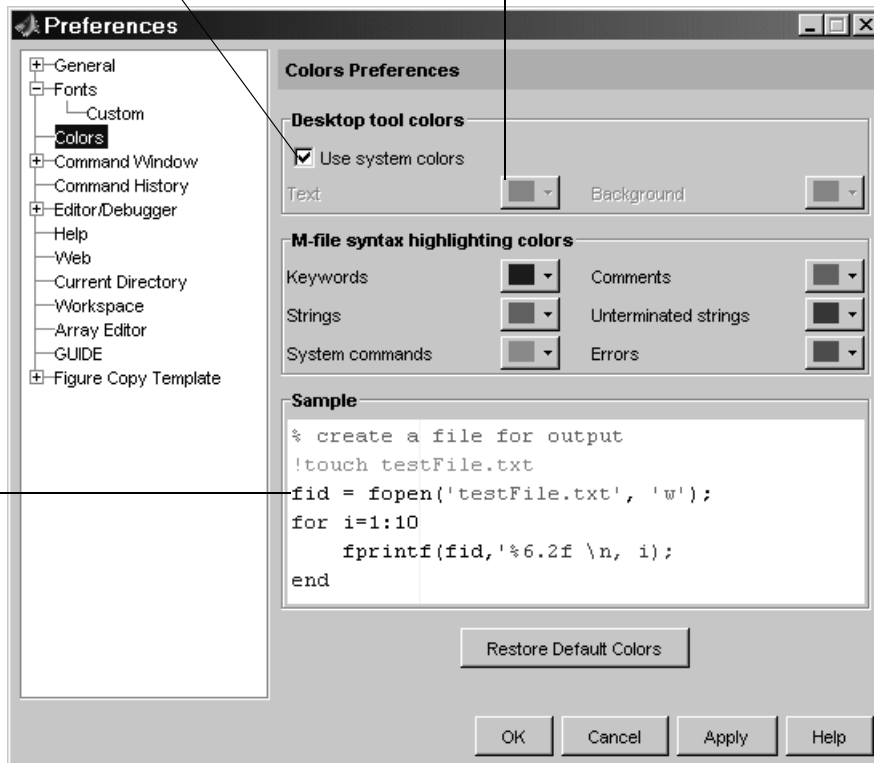 Preferences
General
Fonts
Custom
Colors
Command Window
Command History
Editor/Debugger
Help
Web
Current Directory
Workspace
Array Editor
GUIDE
Figure Copy Template
Colors Preferences
Desktop tool colors
Use system colors
Text Background
M-file syntax highlighting colors
Keywords Comments
Strings Unterminated strings
System commands Errors
Sample
% create a file for output
!touch testFile.txt
fid = fopen('testFile.txt', 'w');
for i=1:10
fprintf(fid,'%6.2f \n, i);
end
Restore Default Colors
OK Cancel Apply Help